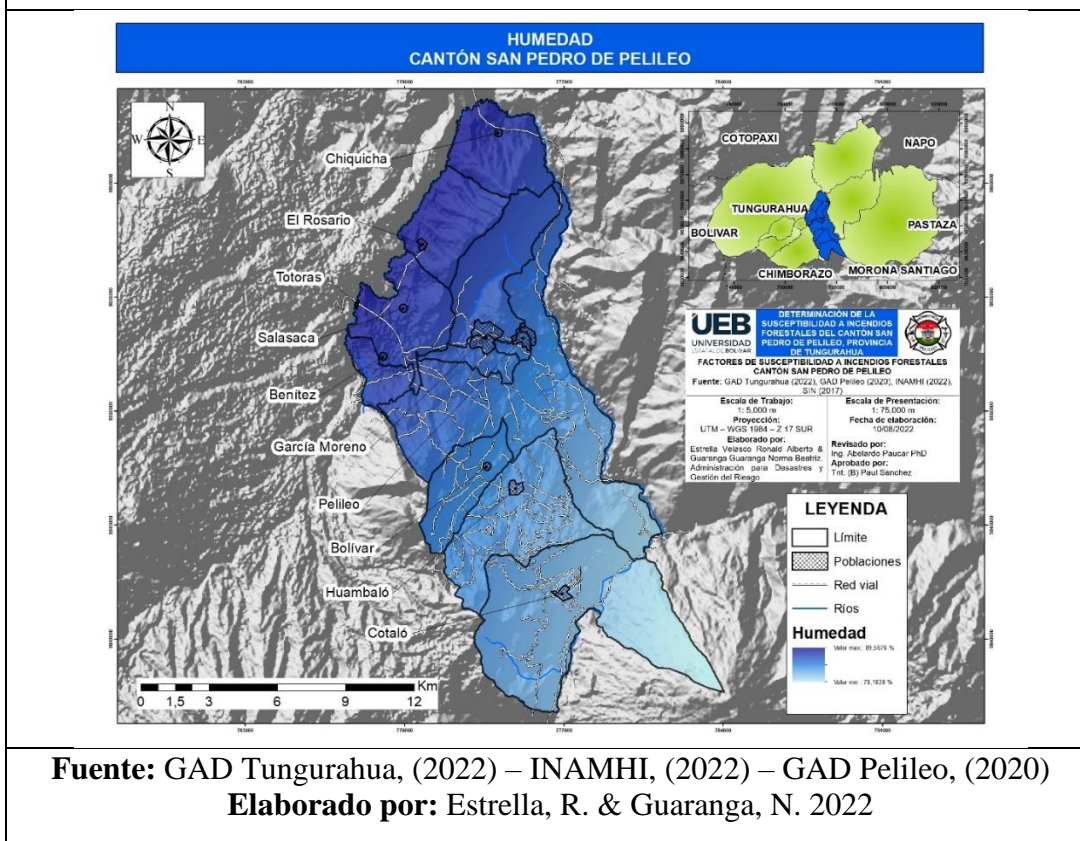 HUMEDAD
CANTÓN SAN PEDRO DE PELILEO
N
W E
S
Chiquicha
El Rosario
Totoras
Salasaca
Benítez
García Moreno
Pelileo
Bolívar
Huambaló
Cotaló
Km
0 1,5 3 6 9 12
COTOPAXI
NAPO
TUNGURAHUA
BOLIVAR
PASTAZA
CHIMBORAZO
MORONA SANTIAGO
UEB
UNIVERSIDAD
ESTATAL DE BOLIVAR
DETERMINACIÓN DE LA
SUSCEPTIBILIDAD A INCENDIOS
FORESTALES DEL CANTÓN SAN
PEDRO DE PELILEO, PROVINCIA
DE TUNGURAHUA
FACTORES DE SUSCEPTIBILIDAD A INCENDIOS FORESTALES
CANTÓN SAN PEDRO DE PELILEO
Fuente: GAD Tungurahua (2022), GAD Pelileo (2020), INAMHI (2022),
SIN (2017)
Escala de Trabajo:
1: 5,000 m
Proyección:
UTM – WGS 1984 – Z 17 SUR
Elaborado por:
Estrella Velasco Ronald Alberto &
Guaranga Guaranga Norma Beatriz.
Administración para Desastres y
Gestión del Riesgo
Escala de Presentación:
1: 75,000 m
Fecha de elaboración:
10/08/2022
Revisado por:
Ing. Abelardo Paucar PhD
Aprobado por:
Tnt. (B) Paul Sánchez
LEYENDA
Límite
Poblaciones
Red vial
Ríos
Humedad
Valor max.
Valor min.
Fuente: GAD Tungurahua, (2022) – INAMHI, (2022) – GAD Pelileo, (2020)
Elaborado por: Estrella, R. & Guaranga, N. 2022